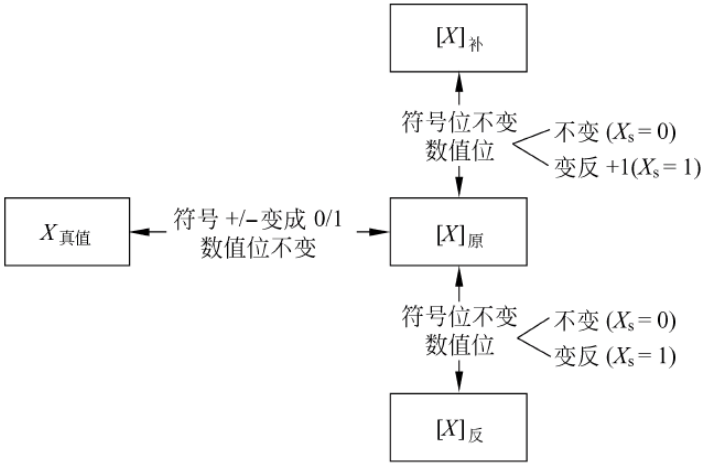 [X]补
符号位不变
数值位
不变 (Xs = 0)
变反 +1(Xs = 1)
X真值
符号 +/−变成 0/1
数值位不变
[X]原
符号位不变
数值位
不变 (Xs = 0)
变反 (Xs = 1)
[X]反